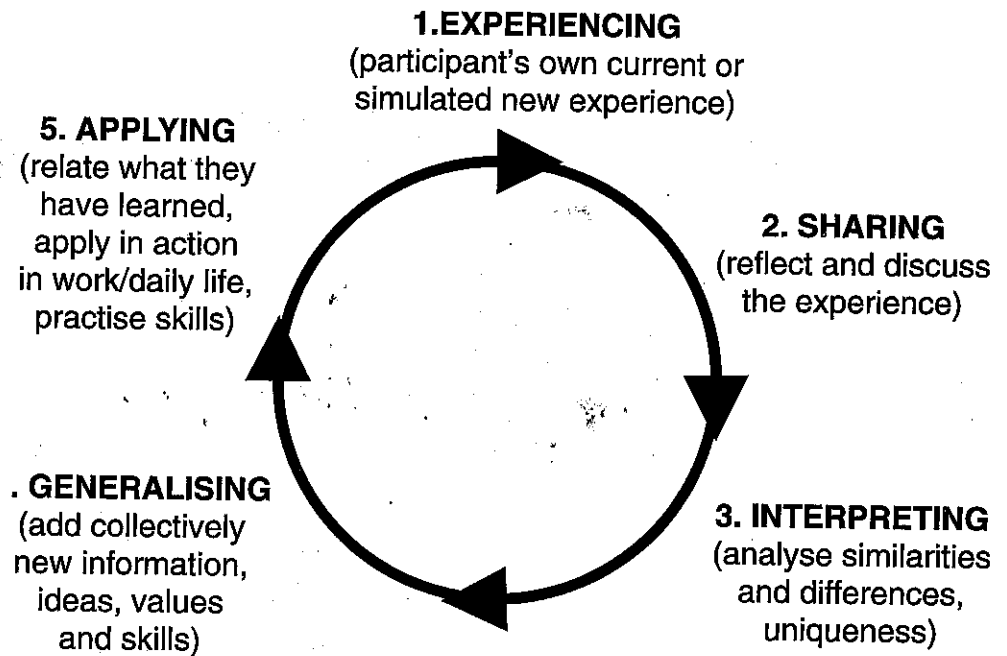 1.EXPERIENCING
(participant's own current or
simulated new experience)
2. SHARING
(reflect and discuss
the experience)
3. INTERPRETING
(analyse similarities
and differences,
uniqueness)
. GENERALISING
(add collectively
new information,
ideas, values
and skills)
5. APPLYING
(relate what they
have learned,
apply in action
in work/daily life,
practise skills)